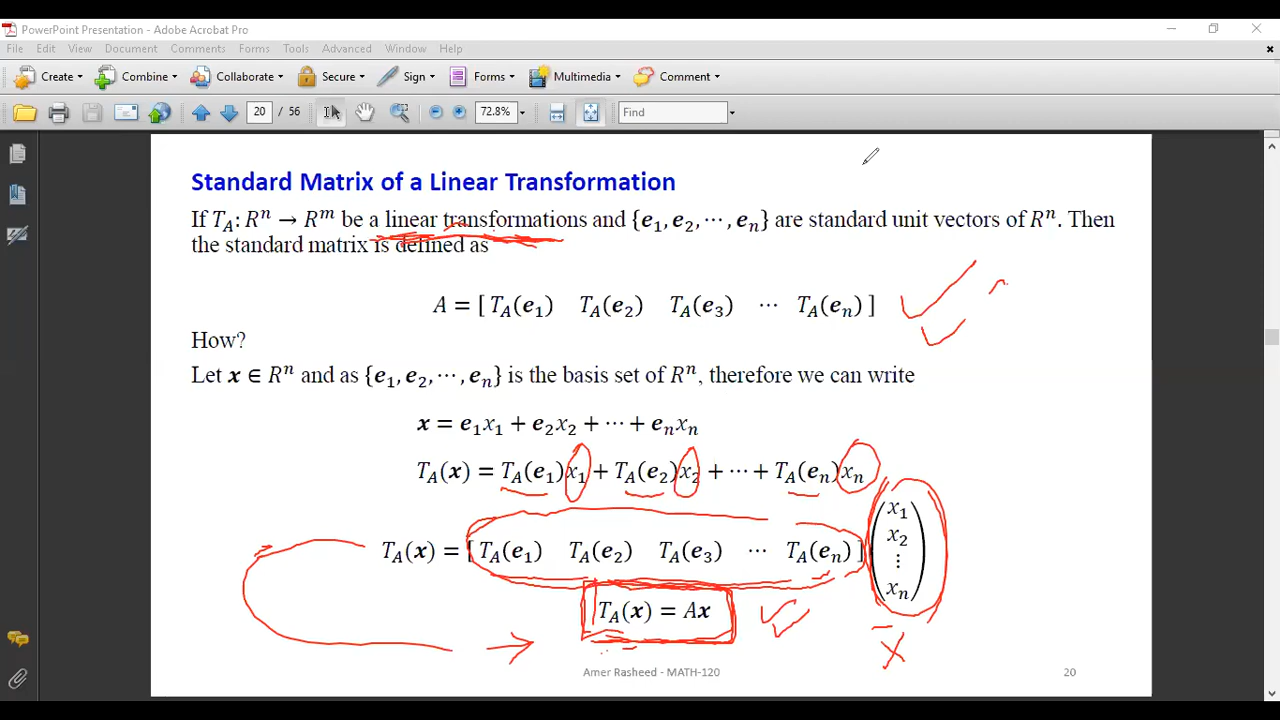 PowerPoint Presentation - Adobe Acrobat Pro
File Edit View Document Comments Forms Tools Advanced Window Help
Create Combine Collaborate Secure Sign Forms Multimedia Comment
20 / 56 72.8% Find
Standard Matrix of a Linear Transformation
If T_A: R^n → R^m be a linear transformations and {e_1, e_2, ⋯, e_n} are standard unit vectors of R^n. Then
the standard matrix is defined as
A = [ T_A(e_1) T_A(e_2) T_A(e_3) ⋯ T_A(e_n) ]
How?
Let x ∈ R^n and as {e_1, e_2, ⋯, e_n} is the basis set of R^n, therefore we can write
x = e_1x_1 + e_2x_2 + ⋯ + e_nx_n
T_A(x) = T_A(e_1)x_1 + T_A(e_2)x_2 + ⋯ + T_A(e_n)x_n
T_A(x) = [ T_A(e_1) T_A(e_2) T_A(e_3) ⋯ T_A(e_n) ] (x_1 x_2 ⋮ x_n)
T_A(x) = Ax
X
Amer Rasheed - MATH-120 20